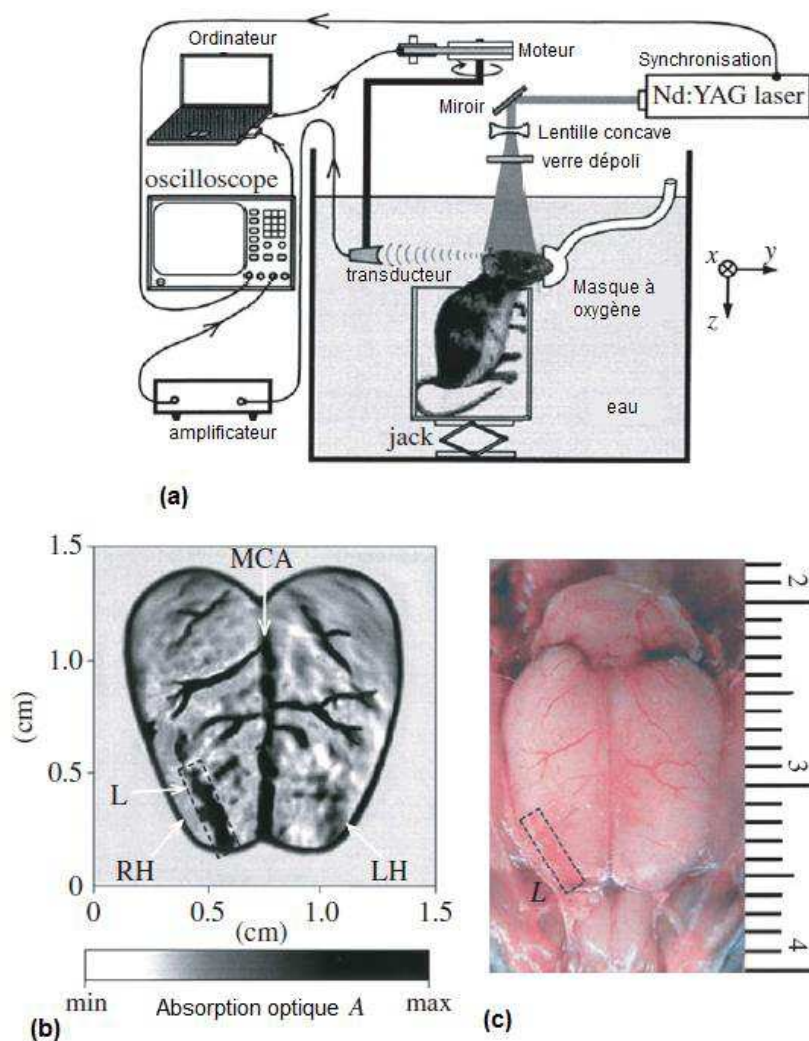 Ordinateur
Moteur
Synchronisation
Nd:YAG laser
Miroir
Lentille concave
verre dépoli
oscilloscope
transducteur
x
y
z
Masque à
oxygène
eau
amplificateur
jack
(a)
1.5
MCA
1.0
(cm)
0.5
L
RH
LH
0
0
0.5
1.0
1.5
(cm)
min
Absorption optique A
max
(b)
2
3
4
L
(c)